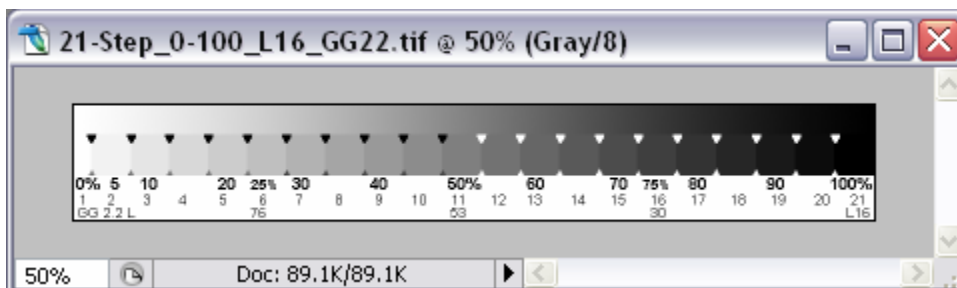 21-Step_0-100_L16_GG22.tif @ 50% (Gray/8)
0% 5 10 20 25% 30 40 50% 60 70 75% 80 90 100%
1 2 3 4 5 6 7 8 9 10 11 12 13 14 15 16 17 18 19 20 21
GG 2.2 L 76 53 30 L16
50% Doc: 89.1K/89.1K